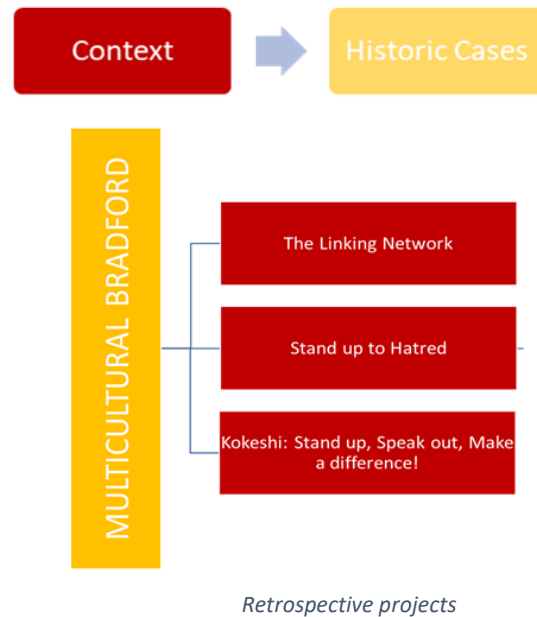 Context
Historic Cases
MULTICULTURAL BRADFORD
The Linking Network
Stand up to Hatred
Kokeshi: Stand up, Speak out, Make
a difference!
Retrospective projects